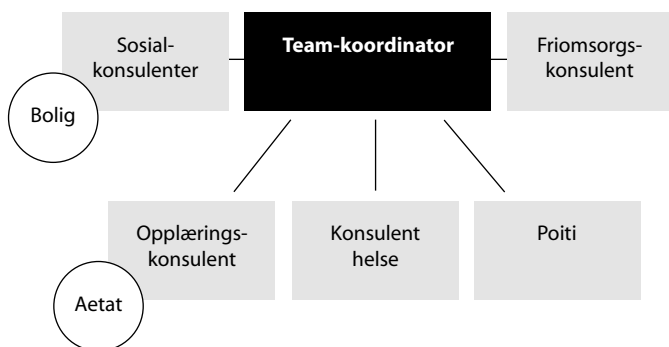 Sosial-
konsulenter
Team-koordinator
Friomsorgs-
konsulent
Bolig
Opplærings-
konsulent
Konsulent
helse
Poiti
Aetat